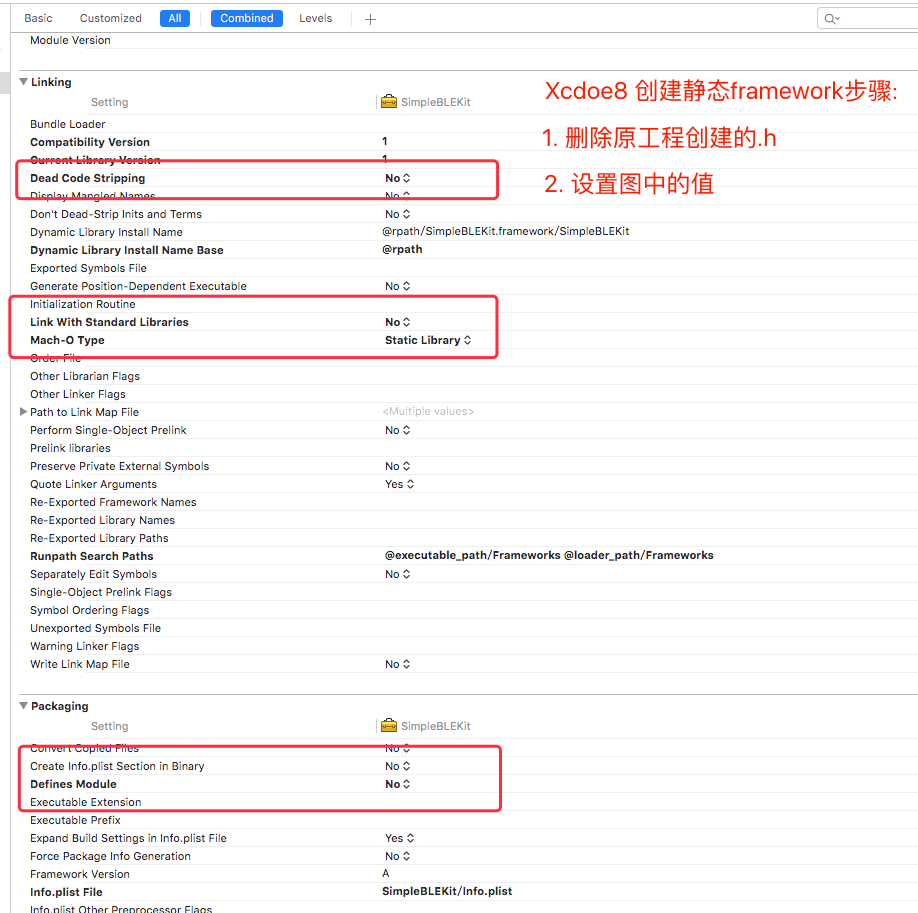 Basic Customized All Combined Levels +
Module Version
Linking
Setting SimpleBLEKit
Xcdoe8 创建静态framework步骤:
Bundle Loader
1. 删除原工程创建的.h
Compatibility Version 1
Current Library Version 1
Dead Code Stripping No
2. 设置图中的值
Display Mangled Names No
Don't Dead-Strip Inits and Terms No
Dynamic Library Install Name @rpath/SimpleBLEKit.framework/SimpleBLEKit
Dynamic Library Install Name Base @rpath
Exported Symbols File
Generate Position-Dependent Executable No
Initialization Routine
Link With Standard Libraries No
Mach-O Type Static Library
Order File
Other Librarian Flags
Other Linker Flags
Path to Link Map File <Multiple values>
Perform Single-Object Prelink No
Prelink libraries
Preserve Private External Symbols No
Quote Linker Arguments Yes
Re-Exported Framework Names
Re-Exported Library Names
Re-Exported Library Paths
Runpath Search Paths @executable_path/Frameworks @loader_path/Frameworks
Separately Edit Symbols No
Single-Object Prelink Flags
Symbol Ordering Flags
Unexported Symbols File
Warning Linker Flags
Write Link Map File No
Packaging
Setting SimpleBLEKit
Convert Copied Files No
Create Info.plist Section in Binary No
Defines Module No
Executable Extension
Executable Prefix
Expand Build Settings in Info.plist File Yes
Force Package Info Generation No
Framework Version A
Info.plist File SimpleBLEKit/Info.plist
Info.plist Other Preprocessor Flags